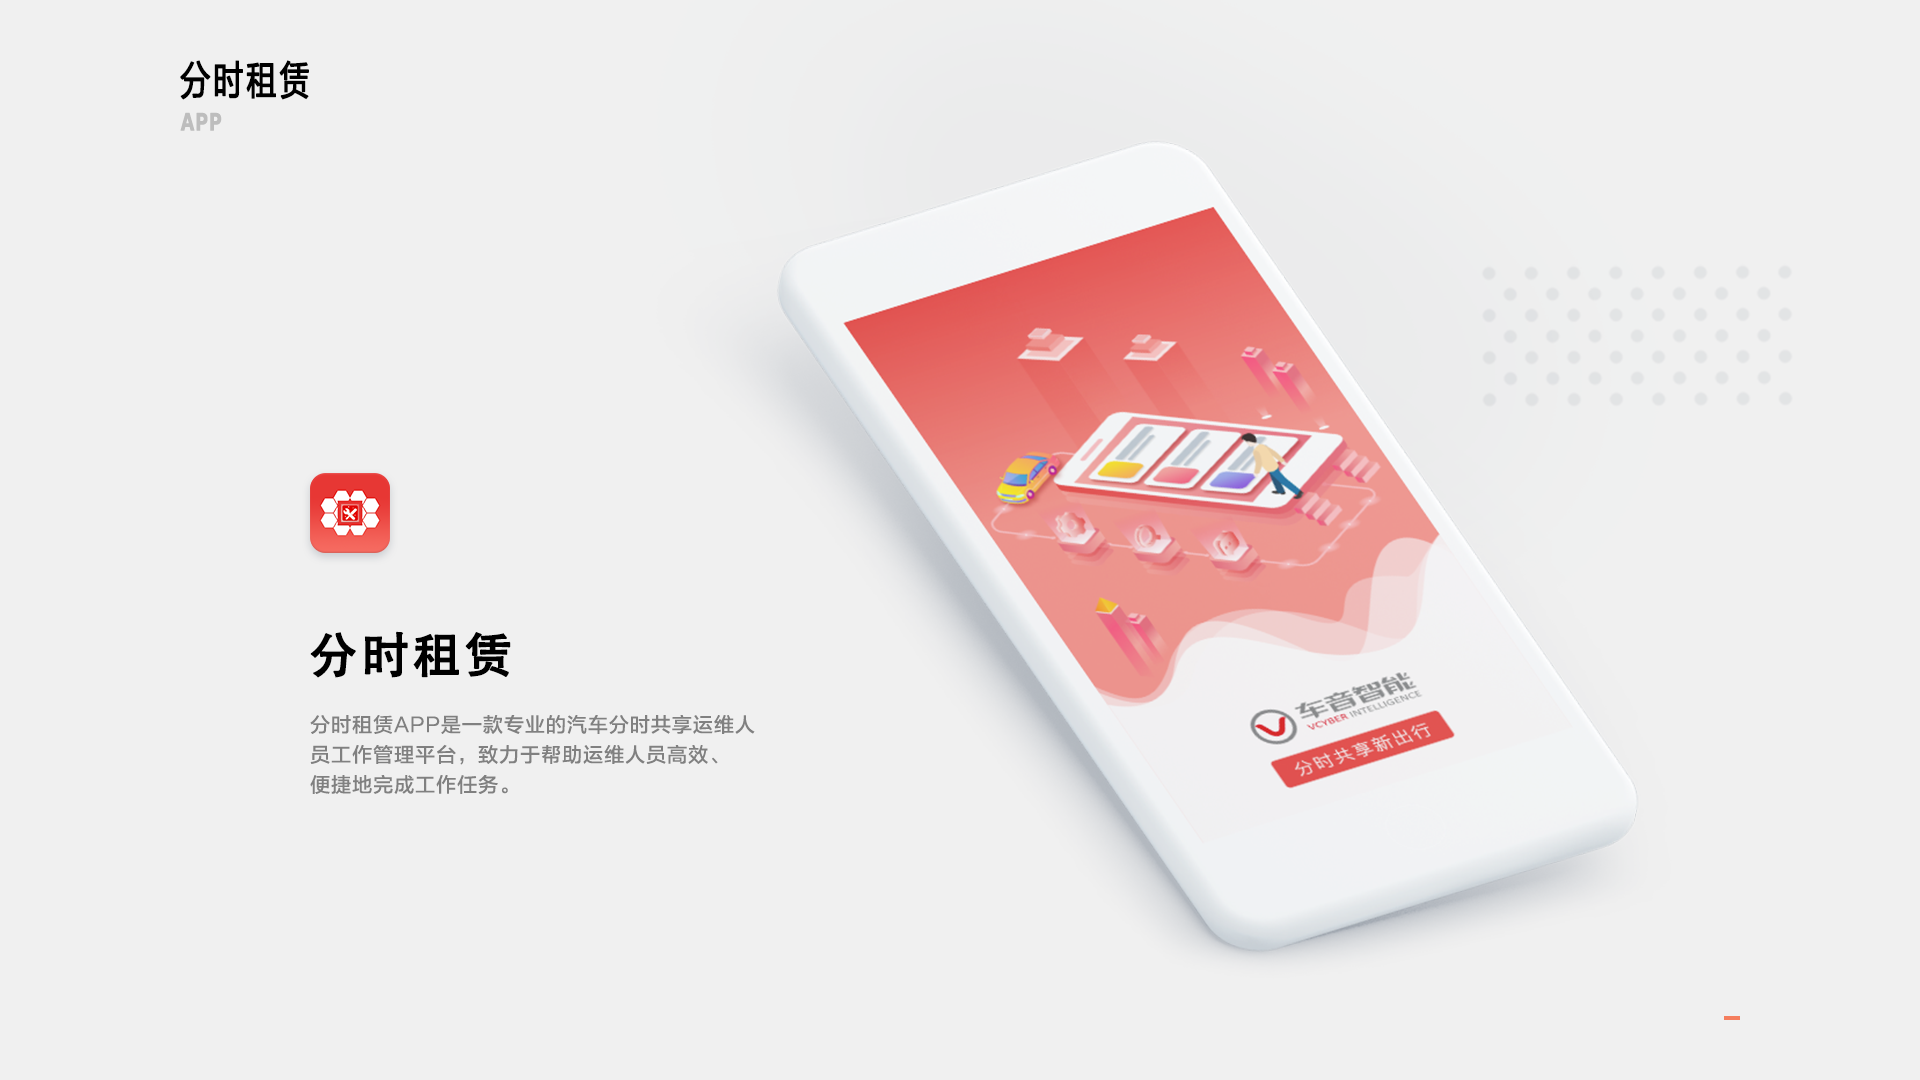 分时租赁
APP
分时租赁
分时租赁APP是一款专业的汽车分时共享运维人
员工作管理平台，致力于帮助运维人员高效、
便捷地完成工作任务。
车音智能
VCYBER INTELLIGENCE
分时共享新出行